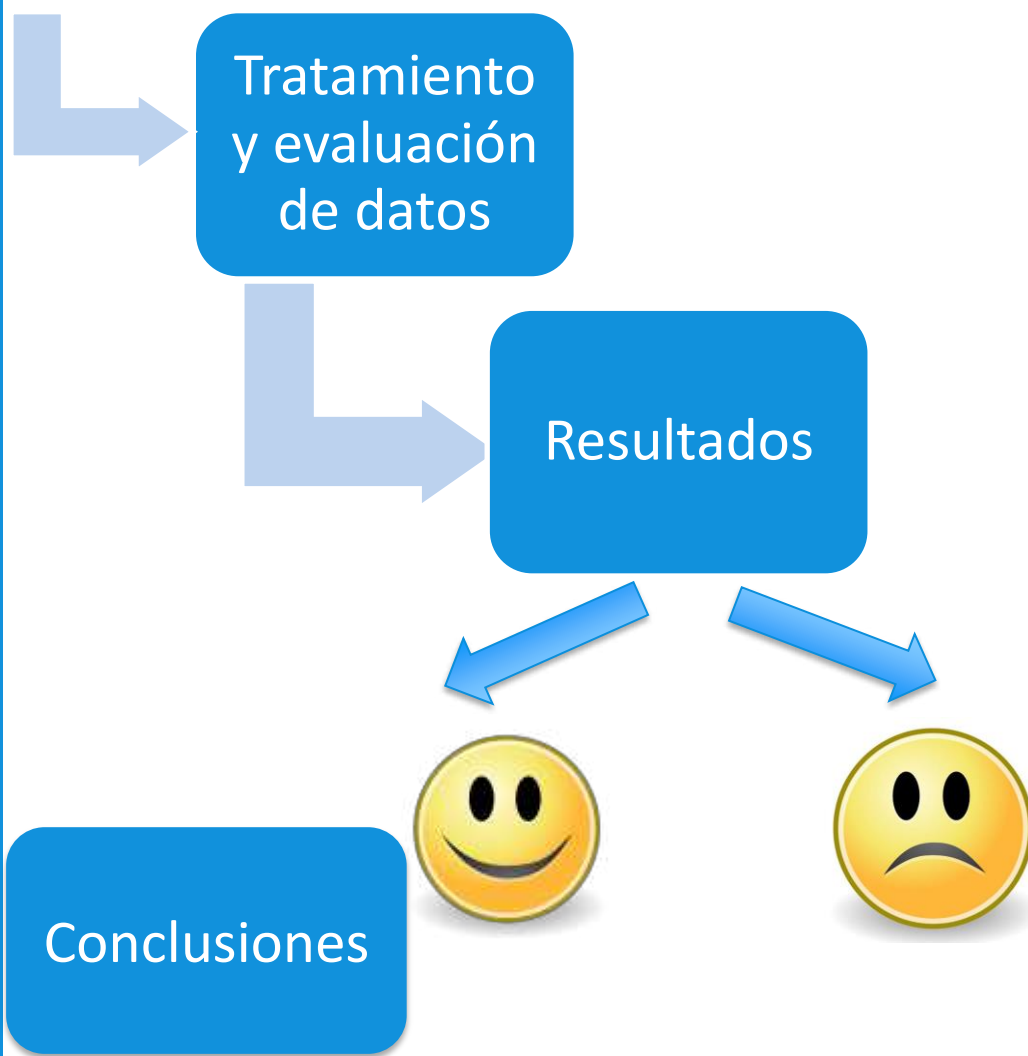 Tratamiento
y evaluación
de datos
Resultados
Conclusiones